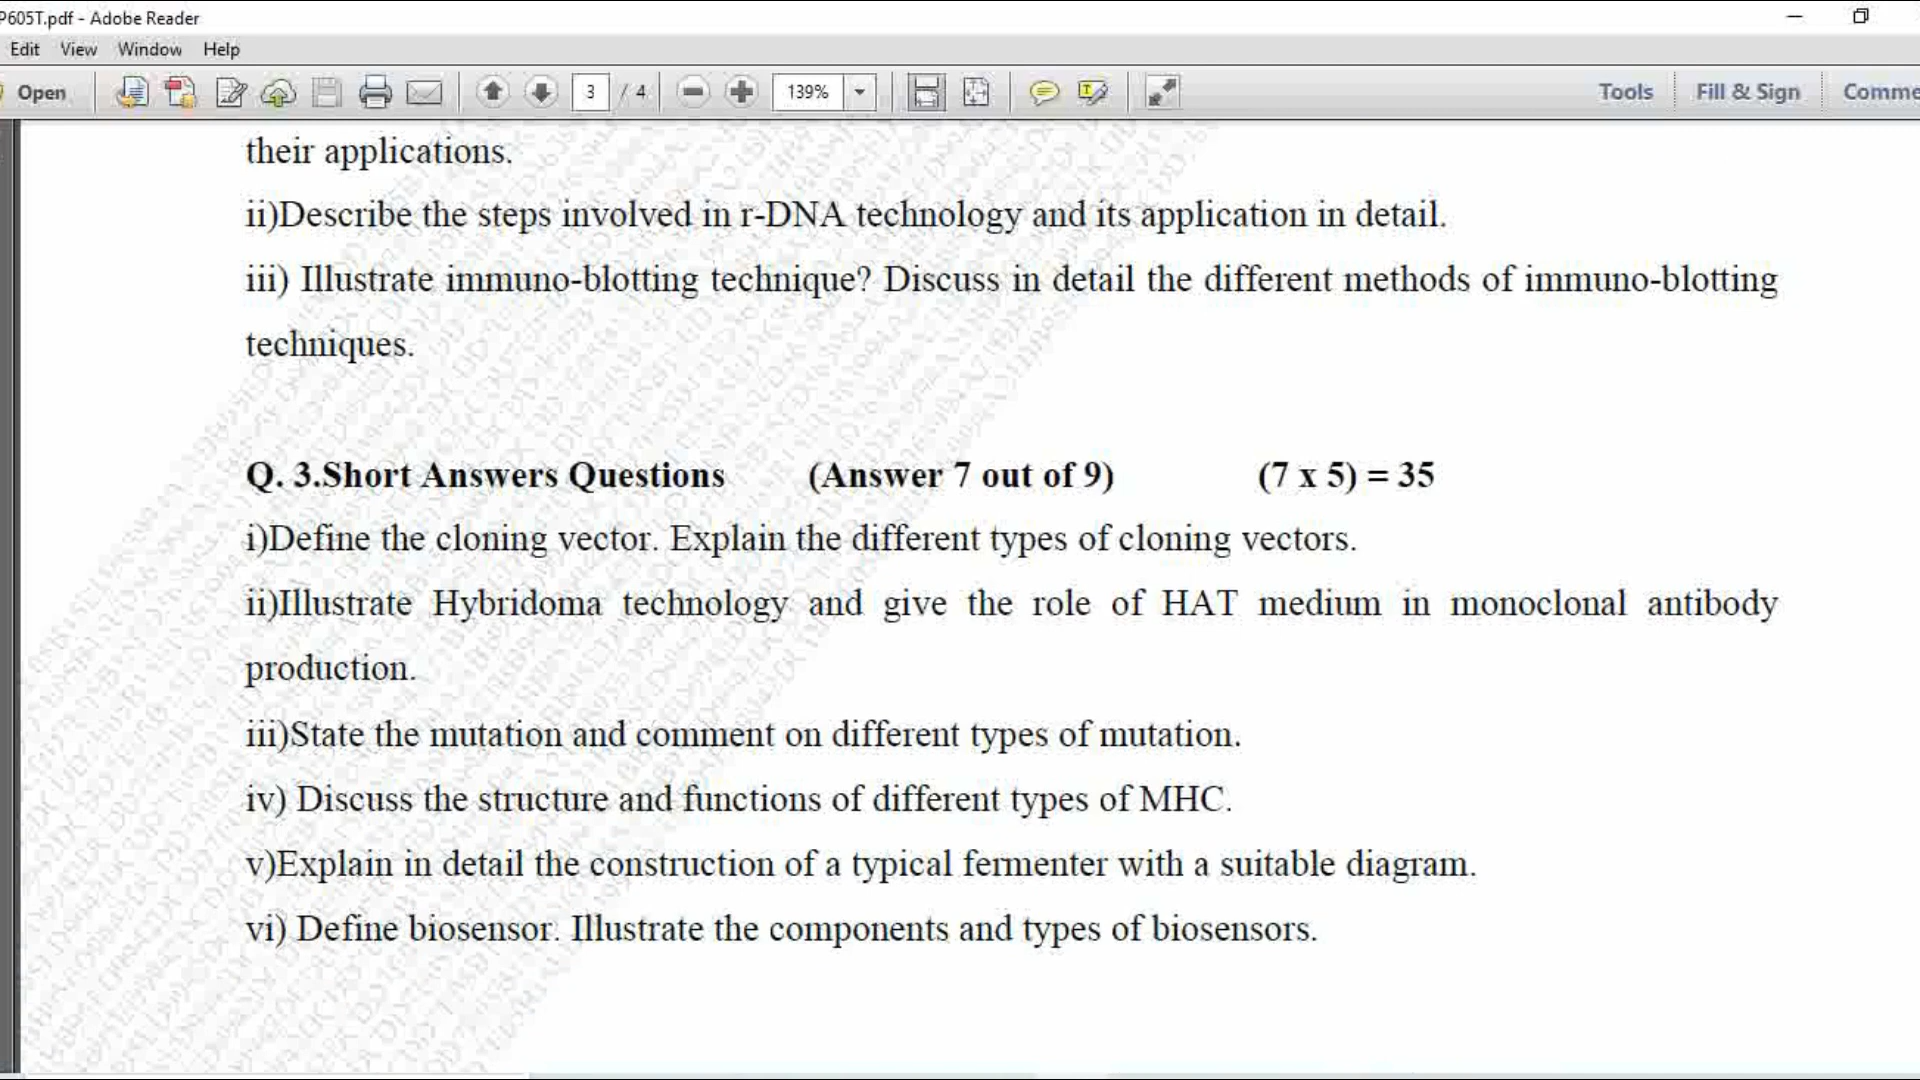 P605T.pdf - Adobe Reader
Edit View Window Help
Open 3 / 4 139% Tools Fill & Sign Comme
their applications.
ii)Describe the steps involved in r-DNA technology and its application in detail.
iii) Illustrate immuno-blotting technique? Discuss in detail the different methods of immuno-blotting
techniques.
Q. 3.Short Answers Questions (Answer 7 out of 9) (7 x 5) = 35
i)Define the cloning vector. Explain the different types of cloning vectors.
ii)Illustrate Hybridoma technology and give the role of HAT medium in monoclonal antibody
production.
iii)State the mutation and comment on different types of mutation.
iv) Discuss the structure and functions of different types of MHC.
v)Explain in detail the construction of a typical fermenter with a suitable diagram.
vi) Define biosensor. Illustrate the components and types of biosensors.